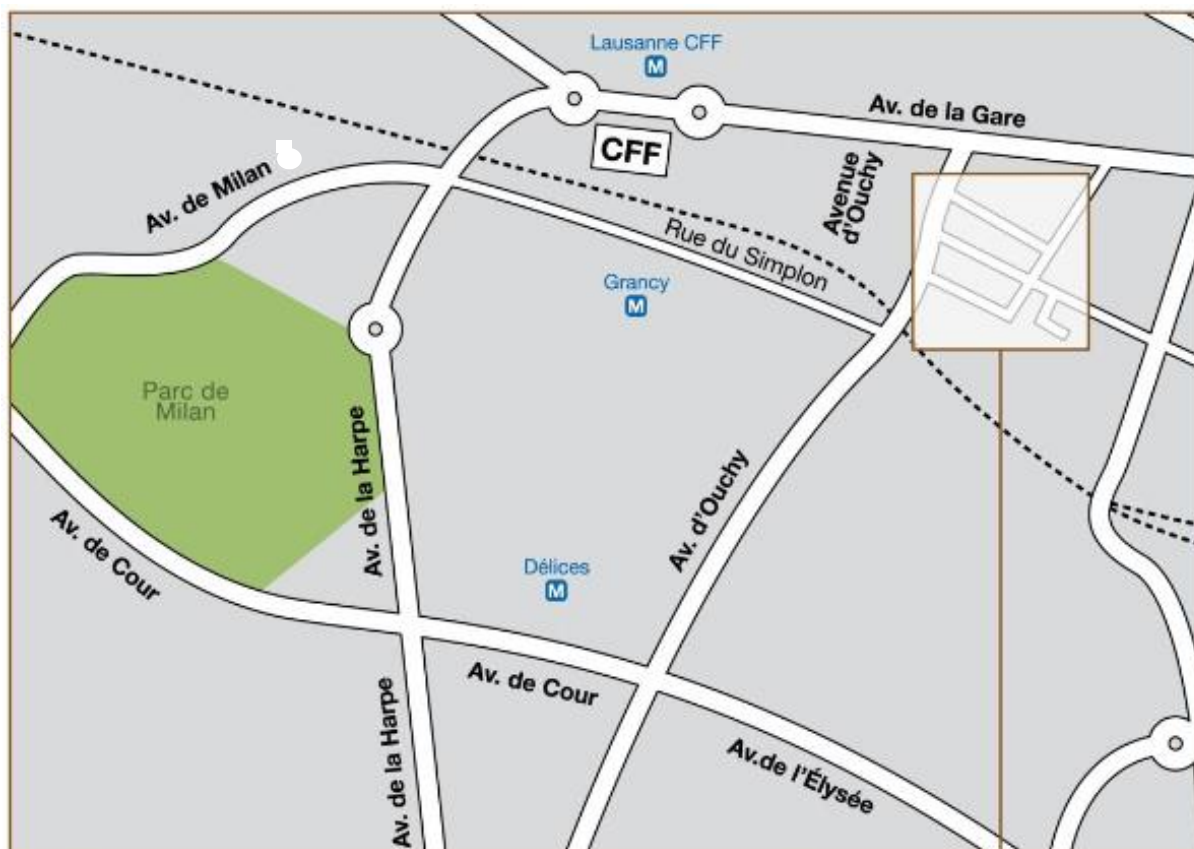 Lausanne CFF
M
Av. de la Gare
CFF
Avenue
d'Ouchy
Av. de Milan
Rue du Simplon
Grancy
M
Parc de
Milan
Av. de la Harpe
Av. d'Ouchy
Av. de Cour
Délices
M
Av. de Cour
Av. de la Harpe
Av.de l'Élysée